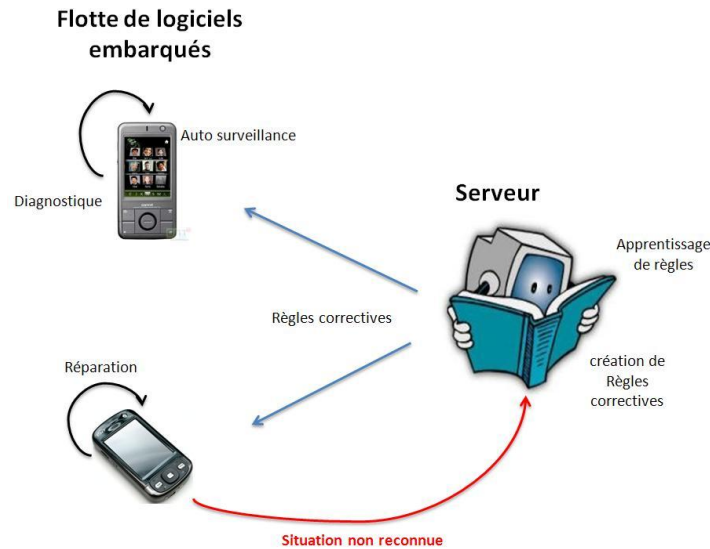 Flotte de logiciels
embarqués
Auto surveillance
Diagnostique
Serveur
Apprentissage
de règles
Règles correctives
création de
Règles
correctives
Réparation
Situation non reconnue